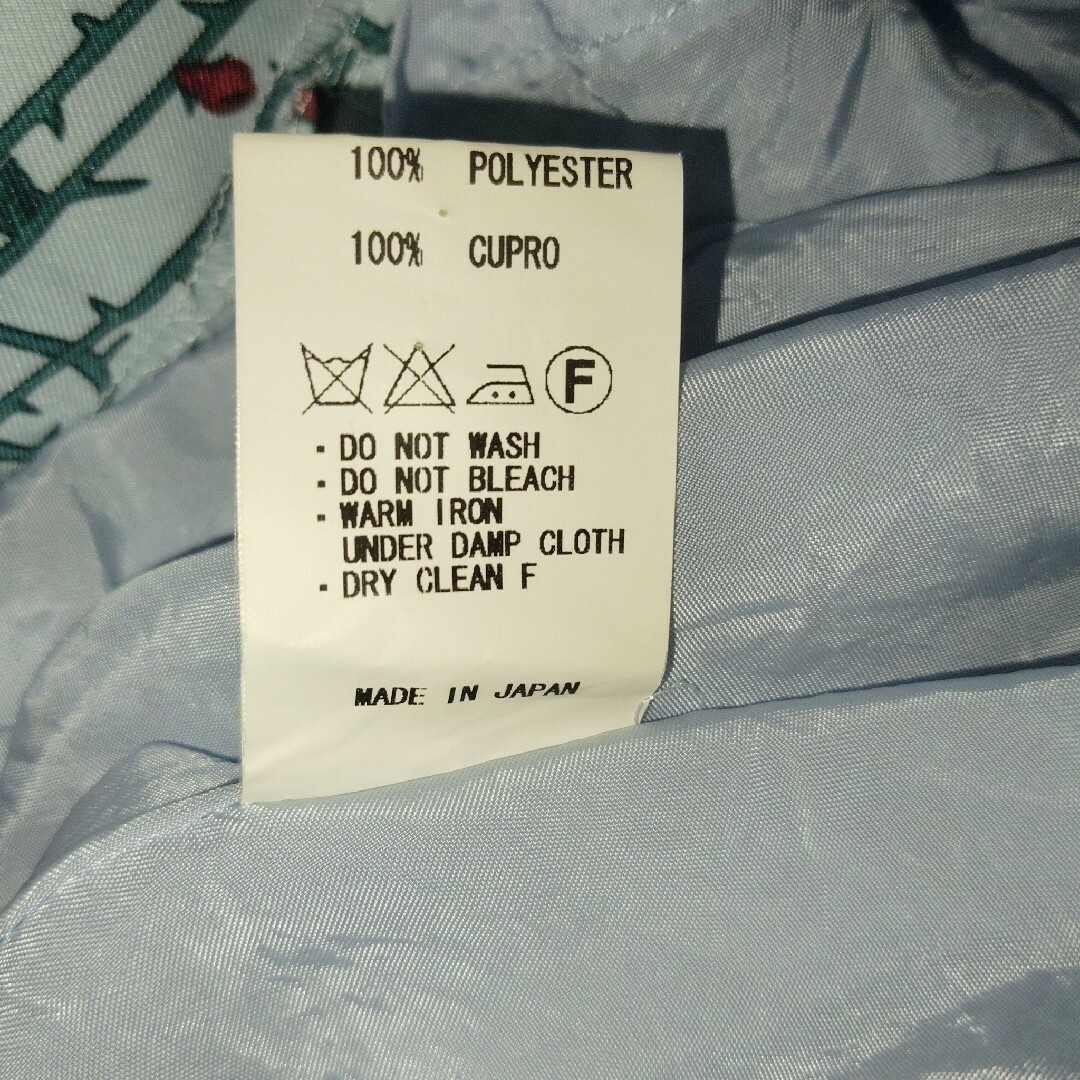 100% POLYESTER
100% CUPRO
F
- DO NOT WASH
- DO NOT BLEACH
- WARM IRON
UNDER DAMP CLOTH
- DRY CLEAN F
MADE IN JAPAN